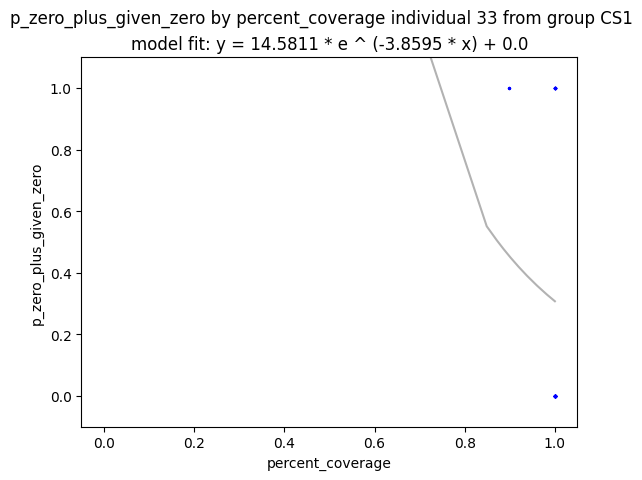 p_zero_plus_given_zero by percent_coverage individual 33 from group CS1
model fit: y = 14.5811 * e ^ (-3.8595 * x) + 0.0
p_zero_plus_given_zero
1.0
0.8
0.6
0.4
0.2
0.0
0.0 0.2 0.4 0.6 0.8 1.0
percent_coverage